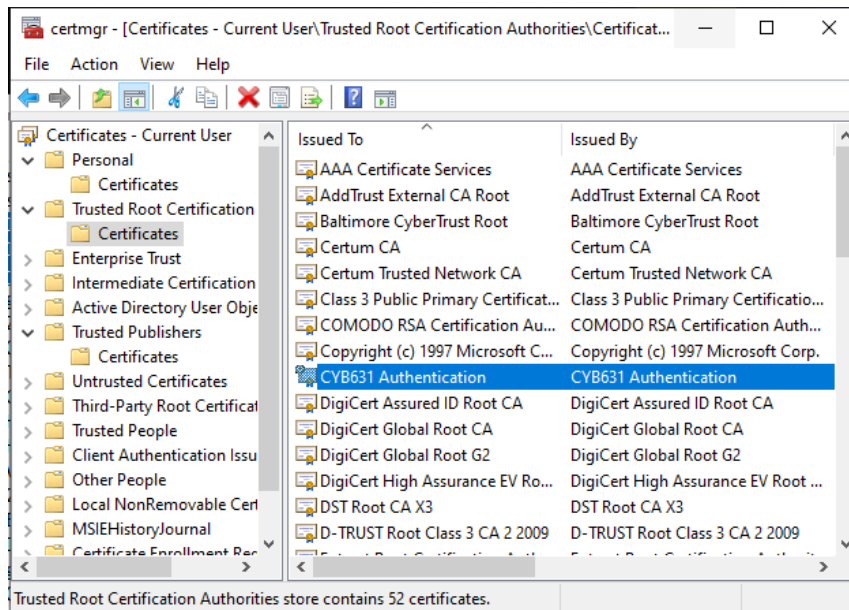 certmgr - [Certificates - Current User\Trusted Root Certification Authorities\Certificat...
File Action View Help
Certificates - Current User
Personal
Certificates
Trusted Root Certification
Certificates
Enterprise Trust
Intermediate Certification
Active Directory User Obje
Trusted Publishers
Certificates
Untrusted Certificates
Third-Party Root Certificat
Trusted People
Client Authentication Issu
Other People
Local NonRemovable Cert
MSIEHistoryJournal
Certificate Enrollment Req
Issued To Issued By
AAA Certificate Services AAA Certificate Services
AddTrust External CA Root AddTrust External CA Root
Baltimore CyberTrust Root Baltimore CyberTrust Root
Certum CA Certum CA
Certum Trusted Network CA Certum Trusted Network CA
Class 3 Public Primary Certificat... Class 3 Public Primary Certificatio...
COMODO RSA Certification Au... COMODO RSA Certification Auth...
Copyright (c) 1997 Microsoft C... Copyright (c) 1997 Microsoft Corp.
CYB631 Authentication CYB631 Authentication
DigiCert Assured ID Root CA DigiCert Assured ID Root CA
DigiCert Global Root CA DigiCert Global Root CA
DigiCert Global Root G2 DigiCert Global Root G2
DigiCert High Assurance EV Ro... DigiCert High Assurance EV Root ...
DST Root CA X3 DST Root CA X3
D-TRUST Root Class 3 CA 2 2009 D-TRUST Root Class 3 CA 2 2009
Trusted Root Certification Authorities store contains 52 certificates.